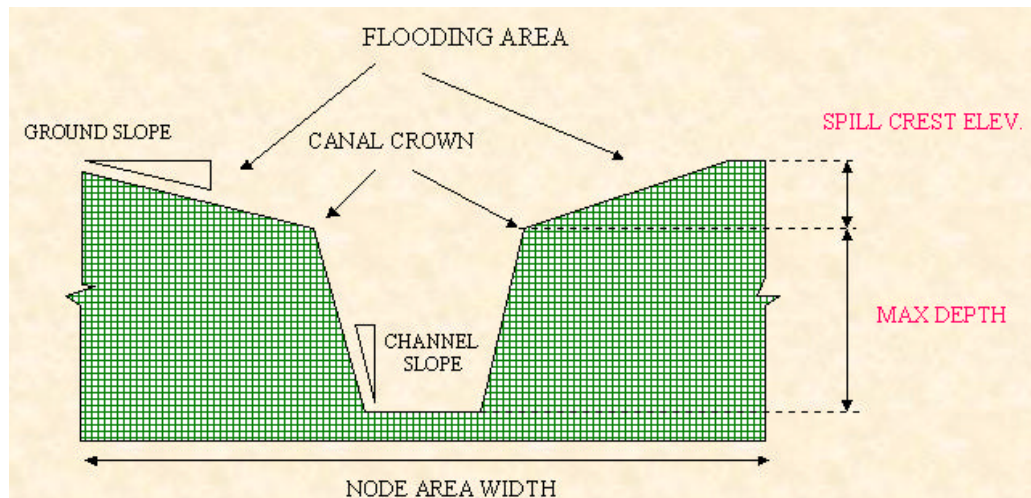 FLOODING AREA
GROUND SLOPE
CANAL CROWN
SPILL CREST ELEV.
MAX DEPTH
CHANNEL
SLOPE
NODE AREA WIDTH